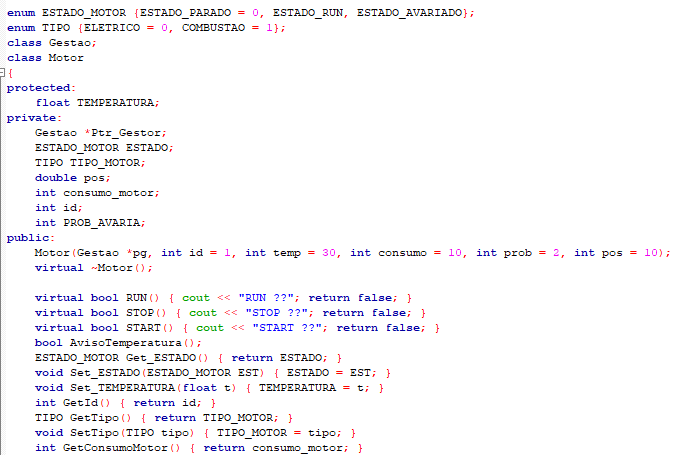 enum ESTADO_MOTOR {ESTADO_PARADO = 0, ESTADO_RUN, ESTADO_AVARIADO};
enum TIPO {ELETRICO = 0, COMBUSTAO = 1};
class Gestao;
class Motor
{
protected:
    float TEMPERATURA;
private:
    Gestao *Ptr_Gestor;
    ESTADO_MOTOR ESTADO;
    TIPO TIPO_MOTOR;
    double pos;
    int consumo_motor;
    int id;
    int PROB_AVARIA;
public:
    Motor(Gestao *pg, int id = 1, int temp = 30, int consumo = 10, int prob = 2, int pos = 10);
    virtual ~Motor();

    virtual bool RUN() { cout << "RUN ??"; return false; }
    virtual bool STOP() { cout << "STOP ??"; return false; }
    virtual bool START() { cout << "START ??"; return false; }
    bool AvisoTemperatura();
    ESTADO_MOTOR Get_ESTADO() { return ESTADO; }
    void Set_ESTADO(ESTADO_MOTOR EST) { ESTADO = EST; }
    void Set_TEMPERATURA(float t) { TEMPERATURA = t; }
    int GetId() { return id; }
    TIPO GetTipo() { return TIPO_MOTOR; }
    void SetTipo(TIPO tipo) { TIPO_MOTOR = tipo; }
    int GetConsumoMotor() { return consumo_motor; }